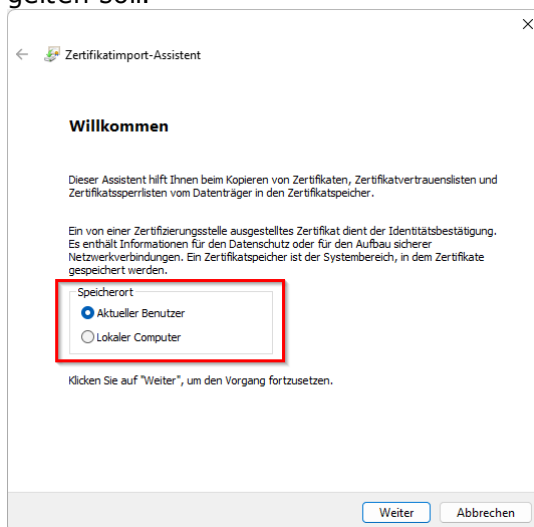 gelten soll.
Zertifikatimport-Assistent
Willkommen
Dieser Assistent hilft Ihnen beim Kopieren von Zertifikaten, Zertifikatvertrauenslisten und
Zertifikatssperrlisten vom Datenträger in den Zertifikatspeicher.
Ein von einer Zertifizierungsstelle ausgestelltes Zertifikat dient der Identitätsbestätigung.
Es enthält Informationen für den Datenschutz oder für den Aufbau sicherer
Netzwerkverbindungen. Ein Zertifikatspeicher ist der Systembereich, in dem Zertifikate
gespeichert werden.
Speicherort
Aktueller Benutzer
Lokaler Computer
Klicken Sie auf "Weiter", um den Vorgang fortzusetzen.
Weiter Abbrechen